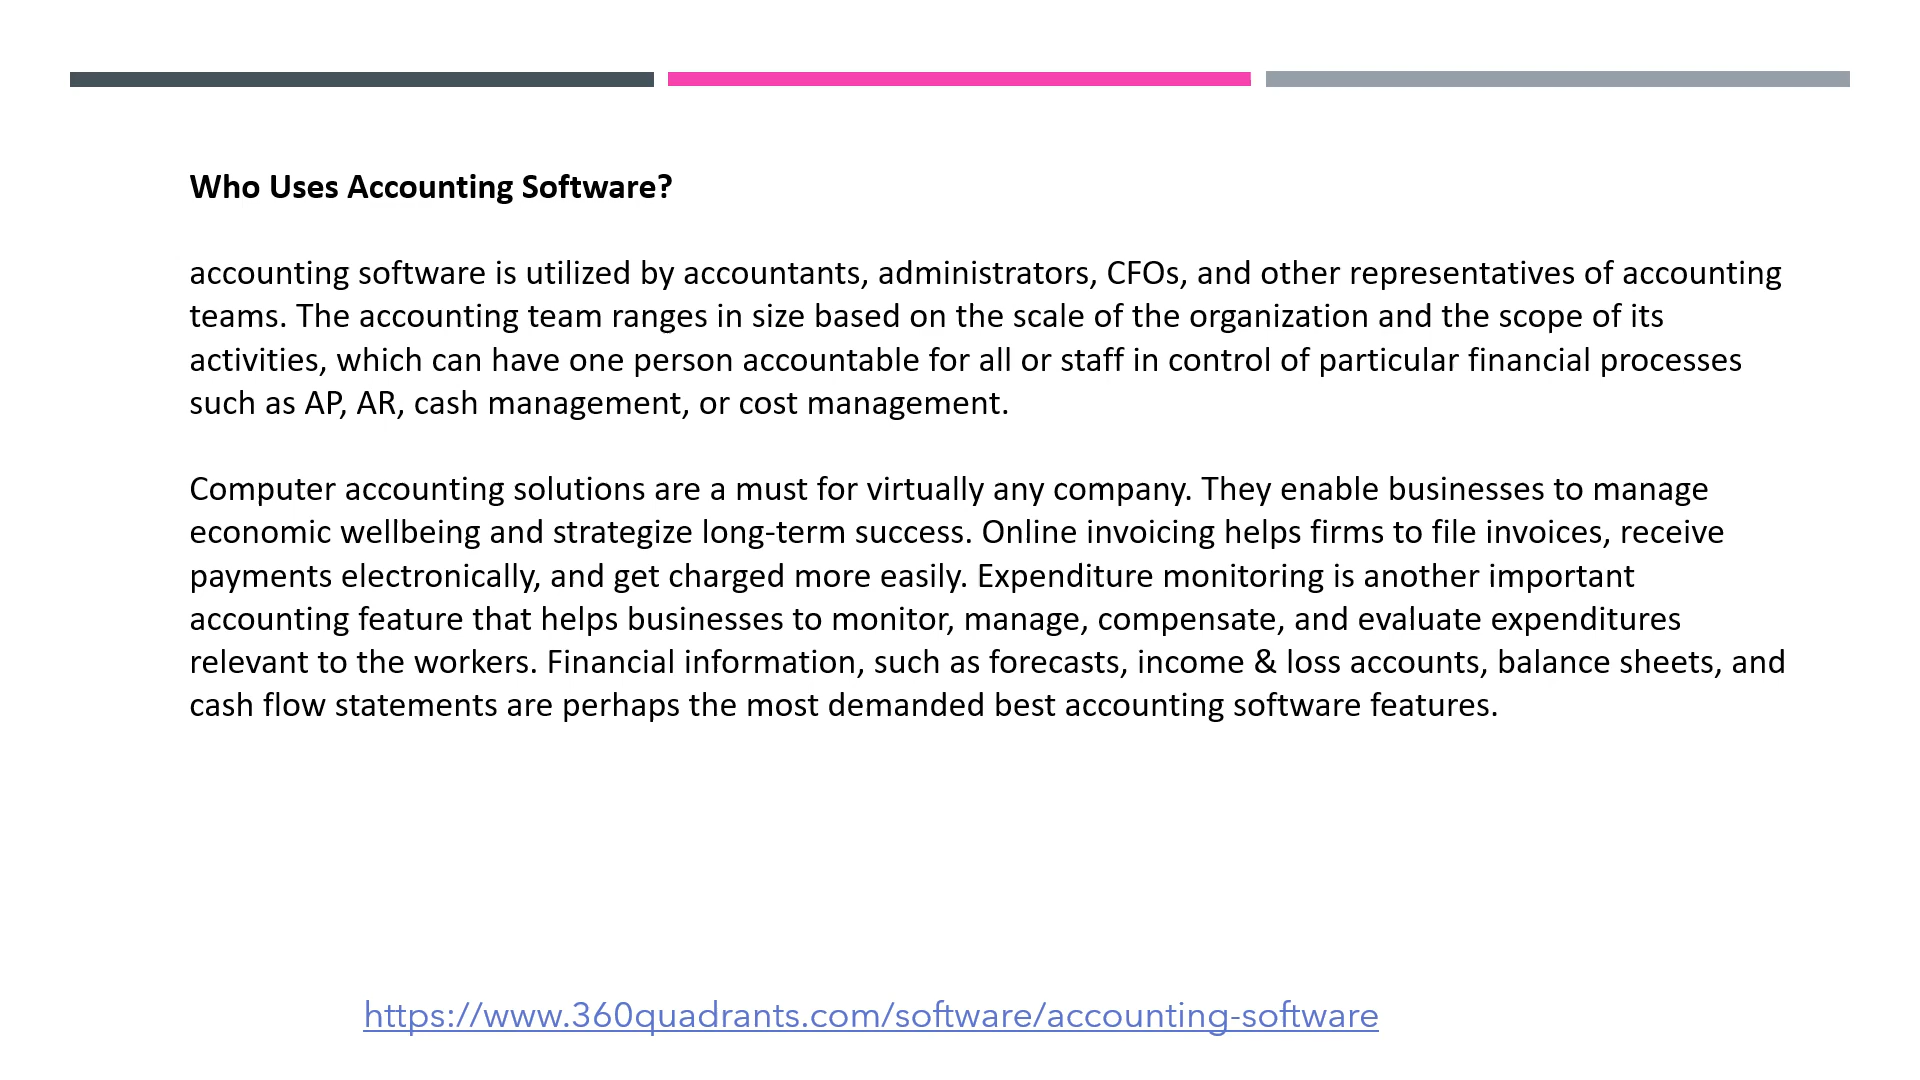 Who Uses Accounting Software?
accounting software is utilized by accountants, administrators, CFOs, and other representatives of accounting
teams. The accounting team ranges in size based on the scale of the organization and the scope of its
activities, which can have one person accountable for all or staff in control of particular financial processes
such as AP, AR, cash management, or cost management.
Computer accounting solutions are a must for virtually any company. They enable businesses to manage
economic wellbeing and strategize long-term success. Online invoicing helps firms to file invoices, receive
payments electronically, and get charged more easily. Expenditure monitoring is another important
accounting feature that helps businesses to monitor, manage, compensate, and evaluate expenditures
relevant to the workers. Financial information, such as forecasts, income & loss accounts, balance sheets, and
cash flow statements are perhaps the most demanded best accounting software features.
https://www.360quadrants.com/software/accounting-software